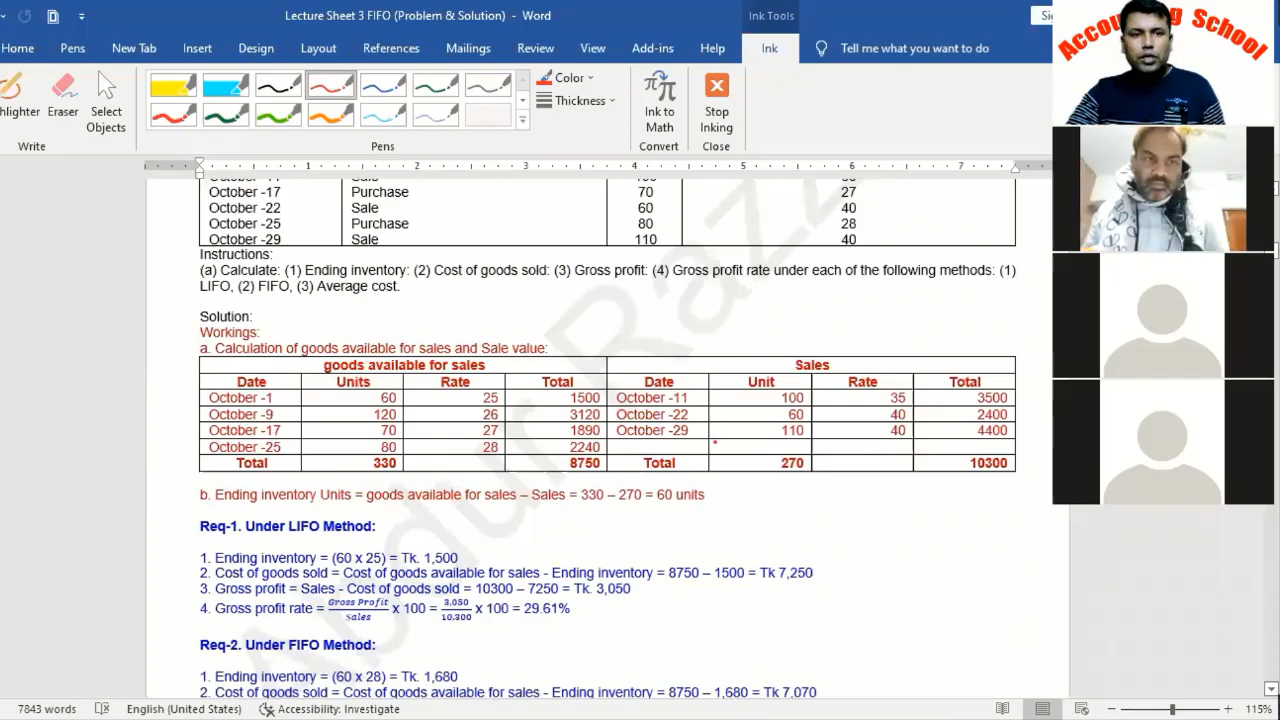 Lecture Sheet 3 FIFO (Problem & Solution) - Word
Ink Tools
Accounting School
Home Pens New Tab Insert Design Layout References Mailings Review View Add-ins Help Ink Tell me what you want to do
Eraser
Select
Objects
Color
Thickness
Ink to
Math
Stop
Inking
Write
Pens
Convert
Close
1 2 3 4 5 6 7
October -17 Purchase 70 27
October -22 Sale 60 40
October -25 Purchase 80 28
October -29 Sale 110 40
Instructions:
(a) Calculate: (1) Ending inventory: (2) Cost of goods sold: (3) Gross profit: (4) Gross profit rate under each of the following methods: (1)
LIFO, (2) FIFO, (3) Average cost.
Solution:
Workings:
a. Calculation of goods available for sales and Sale value:
goods available for sales Sales
Date Units Rate Total Date Unit Rate Total
October -1 60 25 1500 October -11 100 35 3500
October -9 120 26 3120 October -22 60 40 2400
October -17 70 27 1890 October -29 110 40 4400
October -25 80 28 2240
Total 330 8750 Total 270 10300
b. Ending inventory Units = goods available for sales – Sales = 330 – 270 = 60 units
Req-1. Under LIFO Method:
1. Ending inventory = (60 x 25) = Tk. 1,500
2. Cost of goods sold = Cost of goods available for sales - Ending inventory = 8750 – 1500 = Tk 7,250
3. Gross profit = Sales - Cost of goods sold = 10300 – 7250 = Tk. 3,050
4. Gross profit rate = Gross Profit/Sales x 100 = 3,050/10,300 x 100 = 29.61%
Req-2. Under FIFO Method:
1. Ending inventory = (60 x 28) = Tk. 1,680
2. Cost of goods sold = Cost of goods available for sales - Ending inventory = 8750 – 1,680 = Tk 7,070
Abdur Razz
7843 words English (United States) Accessibility: Investigate 115%